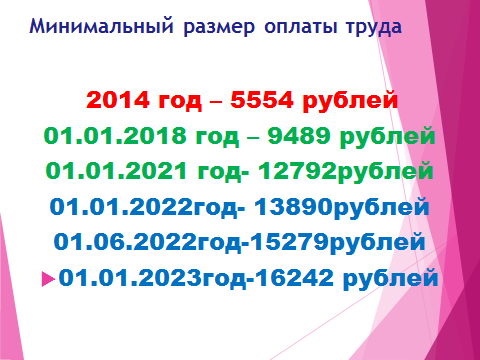 Минимальный размер оплаты труда
2014 год – 5554 рублей
01.01.2018 год – 9489 рублей
01.01.2021 год- 12792рублей
01.01.2022год- 13890рублей
01.06.2022год-15279рублей
01.01.2023год-16242 рублей